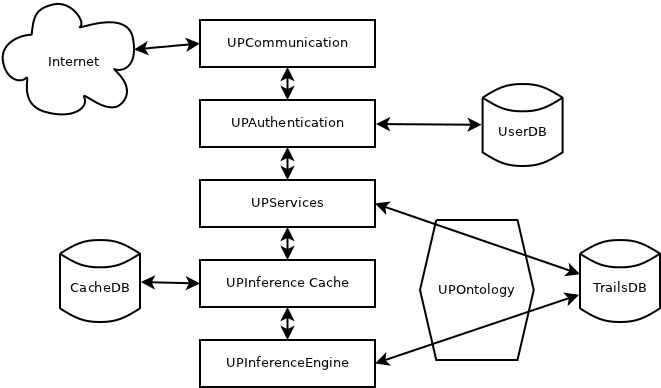 Internet
UPCommunication
UPAuthentication
UserDB
UPServices
CacheDB
UPInference Cache
UPOntology
TrailsDB
UPInferenceEngine